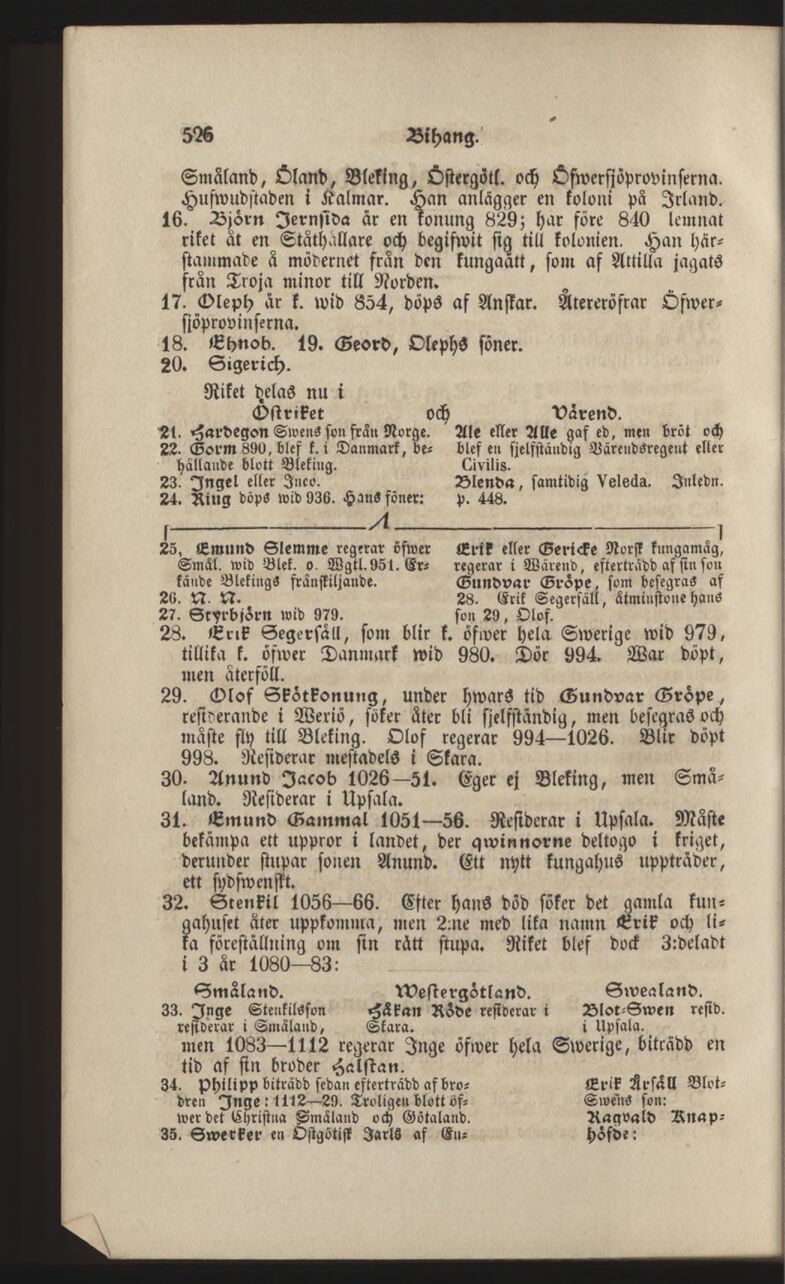 526 Bihang.
Småland, Öland, Bleking, Östergötl. och Öfwersjöprovinserna.
Hufwudstaden i Kalmar. Han anlägger en koloni på Irland.
16. Björn Jernsida är en konung 829; har före 840 lemnat
riket åt en Ståthållare och begifwit sig till kolonien. Han här-
stammade å mödernet från den kungaätt, som af Attilla jagats
från Troja minor till Norden.
17. Oleph är k. wid 854, döps af Anskar. Återeröfrar Öfwer-
sjöprovinserna.
18. Ehnob. 19. Geord, Olephs söner.
20. Sigerich.
Riket delas nu i
Östriket och Värend.
21. Hardegon Swens son från Norge.
22. Gorm 890, blef k. i Danmark, be-
hållande blott Bleking.
23. Ingel eller Inco.
24. Ring döps wid 936. Hans söner:
Ale eller Alle gaf ed, men bröt och
blef en sjelfständig Värendsregent eller
Civilis.
Blenda, samtidig Veleda. Inledn.
p. 448.
25, Emund Slemme regerar öfwer
Smål. wid Blek. o. Wgtl. 951. Er-
kände Blekings frånskiljande.
26. N. N.
27. Styrbjörn wid 979.
Erik eller Gericke Norsk kungamåg,
regerar i Wärend, efterträdd af sin son
Gundvar Gröpe, som besegras af
28. Erik Segersäll, åtminstone hans
son 29, Olof.
28. Erik Segersäll, som blir k. öfwer hela Swerige wid 979,
tillika k. öfwer Danmark wid 980. Dör 994. War döpt,
men återföll.
29. Olof Skötkonung, under hwars tid Gundvar Gröpe,
residerande i Weriö, söker åter bli sjelfständig, men besegras och
måste fly till Bleking. Olof regerar 994—1026. Blir döpt
998. Residerar mestadels i Skara.
30. Anund Jacob 1026—51. Eger ej Bleking, men Små-
land. Residerar i Upsala.
31. Emund Gammal 1051—56. Residerar i Upsala. Måste
bekämpa ett uppror i landet, der qwinnorne deltogo i kriget,
derunder stupar sonen Anund. Ett nytt kungahus uppträder,
ett sydswenskt.
32. Stenkil 1056—66. Efter hans död söker det gamla kun-
gahuset åter uppkomma, men 2:ne med lika namn Erik och li-
ka föreställning om sin rätt stupa. Riket blef dock 3:deladt
i 3 år 1080—83:
Småland. Westergötland. Swealand.
33. Inge Stenkilsson
residerar i Småland,
Håkan Röde residerar i
Skara.
Blot-Swen resid.
i Upsala.
men 1083—1112 regerar Inge öfwer hela Swerige, biträdd en
tid af sin broder Halstan.
34. Philipp biträdd sedan efterträdd af bro-
dren Inge: 1112—29. Troligen blott öf-
wer det Christna Småland och Götaland.
35. Swerker en Östgötisk Jarls af En-
Erik Årsäll Blot-
Swens son:
Ragvald Knap-
höfde: